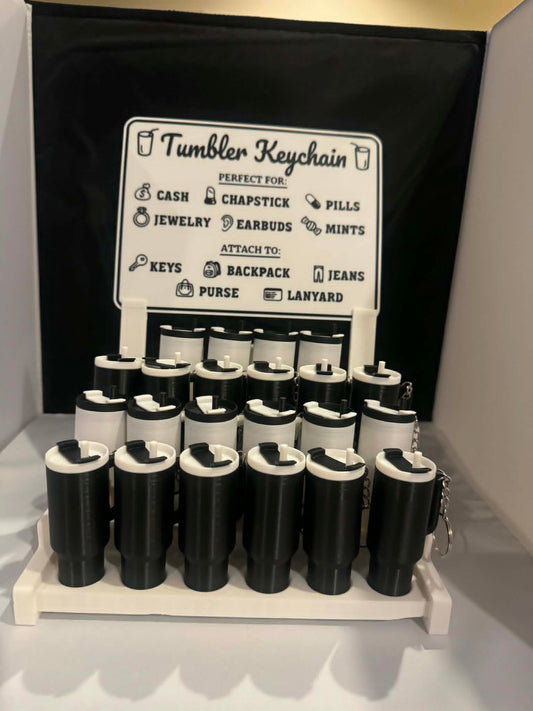 Tumbler Keychain
PERFECT FOR:
CASH CHAPSTICK PILLS
JEWELRY EARBUDS MINTS
ATTACH TO:
KEYS BACKPACK JEANS
PURSE LANYARD